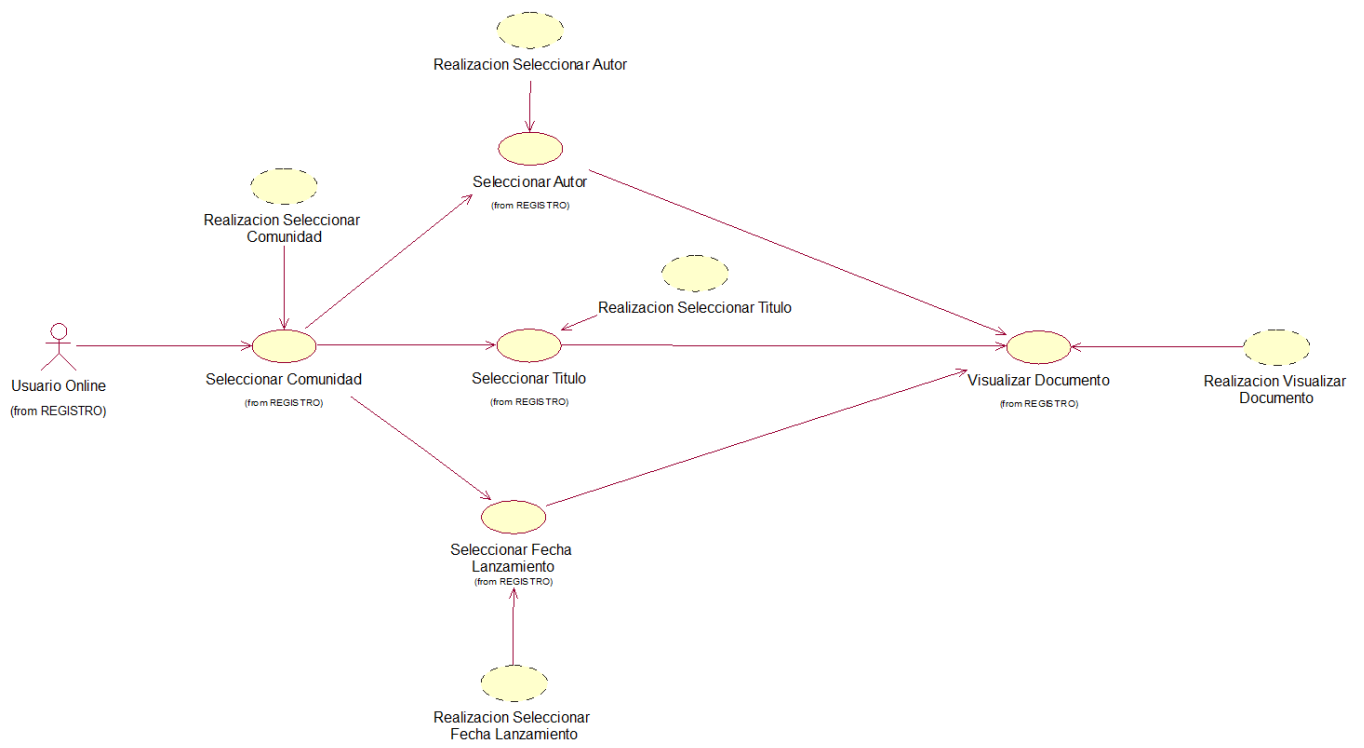 Realizacion Seleccionar Autor
Seleccionar Autor
(from REGISTRO)
Realizacion Seleccionar
Comunidad
Realizacion Seleccionar Titulo
Usuario Online
(from REGISTRO)
Seleccionar Comunidad
(from REGISTRO)
Seleccionar Titulo
(from REGISTRO)
Visualizar Documento
(from REGISTRO)
Realizacion Visualizar
Documento
Seleccionar Fecha
Lanzamiento
(from REGISTRO)
Realizacion Seleccionar
Fecha Lanzamiento